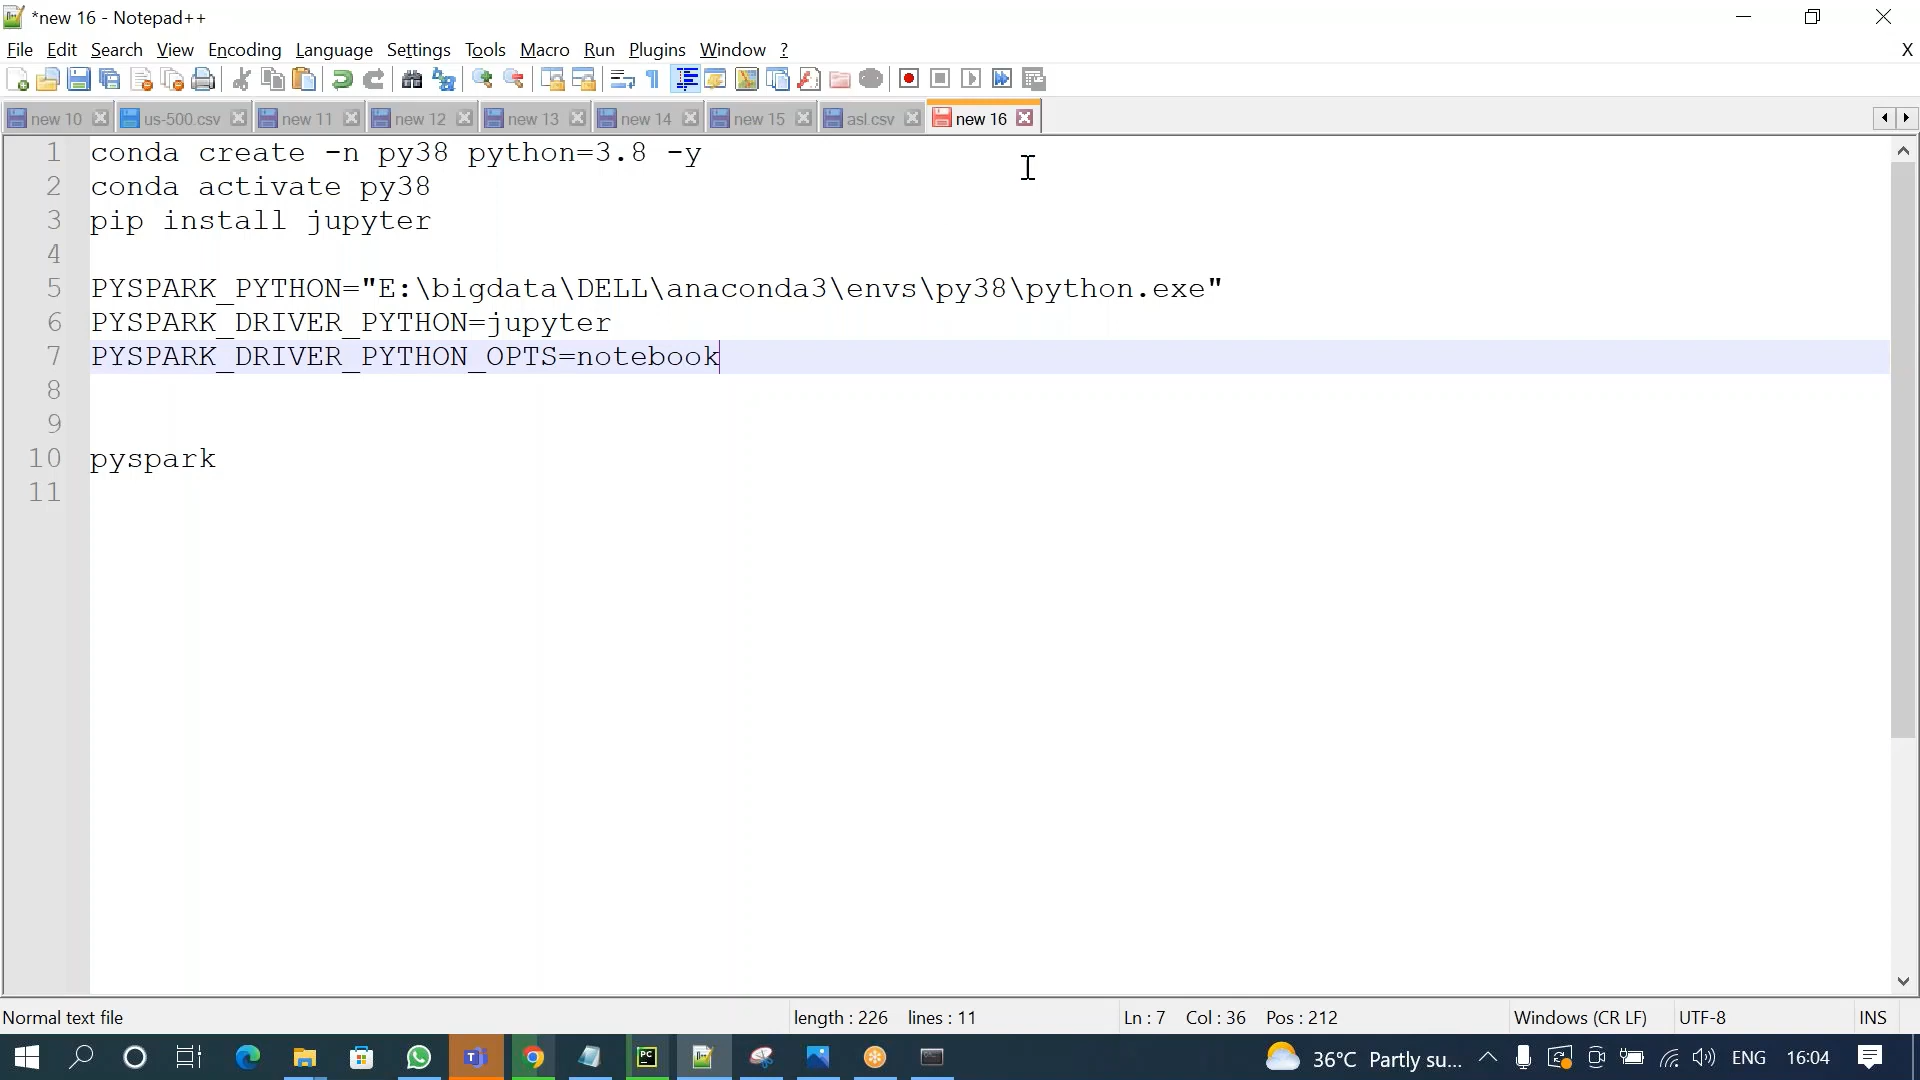 *new 16 - Notepad++
File Edit Search View Encoding Language Settings Tools Macro Run Plugins Window ? X
new 10 us-500.csv new 11 new 12 new 13 new 14 new 15 asl.csv new 16
1 conda create -n py38 python=3.8 -y
2 conda activate py38
3 pip install jupyter
4
5 PYSPARK_PYTHON="E:\bigdata\DELL\anaconda3\envs\py38\python.exe"
6 PYSPARK_DRIVER_PYTHON=jupyter
7 PYSPARK_DRIVER_PYTHON_OPTS=notebook
8
9
10 pyspark
11
Normal text file length : 226 lines : 11 Ln : 7 Col : 36 Pos : 212 Windows (CR LF) UTF-8 INS
36°C Partly su... ENG 16:04